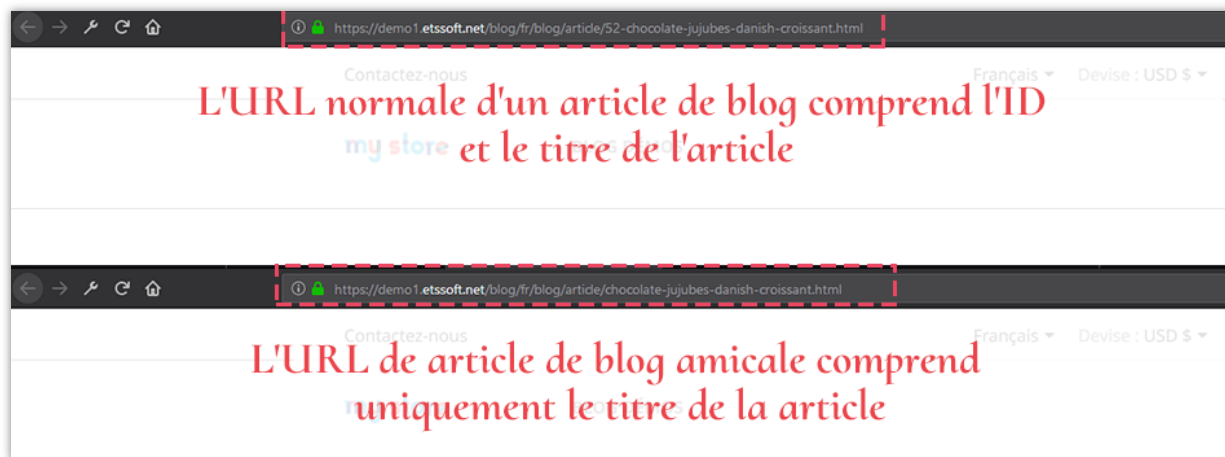 https://demo1.etssoft.net/blog/fr/blog/article/52-chocolate-jujubes-danish-croissant.html
Contactez-nous Français Devise : USD $
L'URL normale d'un article de blog comprend l'ID
my store
et le titre de l'article
https://demo1.etssoft.net/blog/fr/blog/article/chocolate-jujubes-danish-croissant.html
Contactez-nous Français Devise : USD $
L'URL de article de blog amicale comprend
uniquement le titre de la article